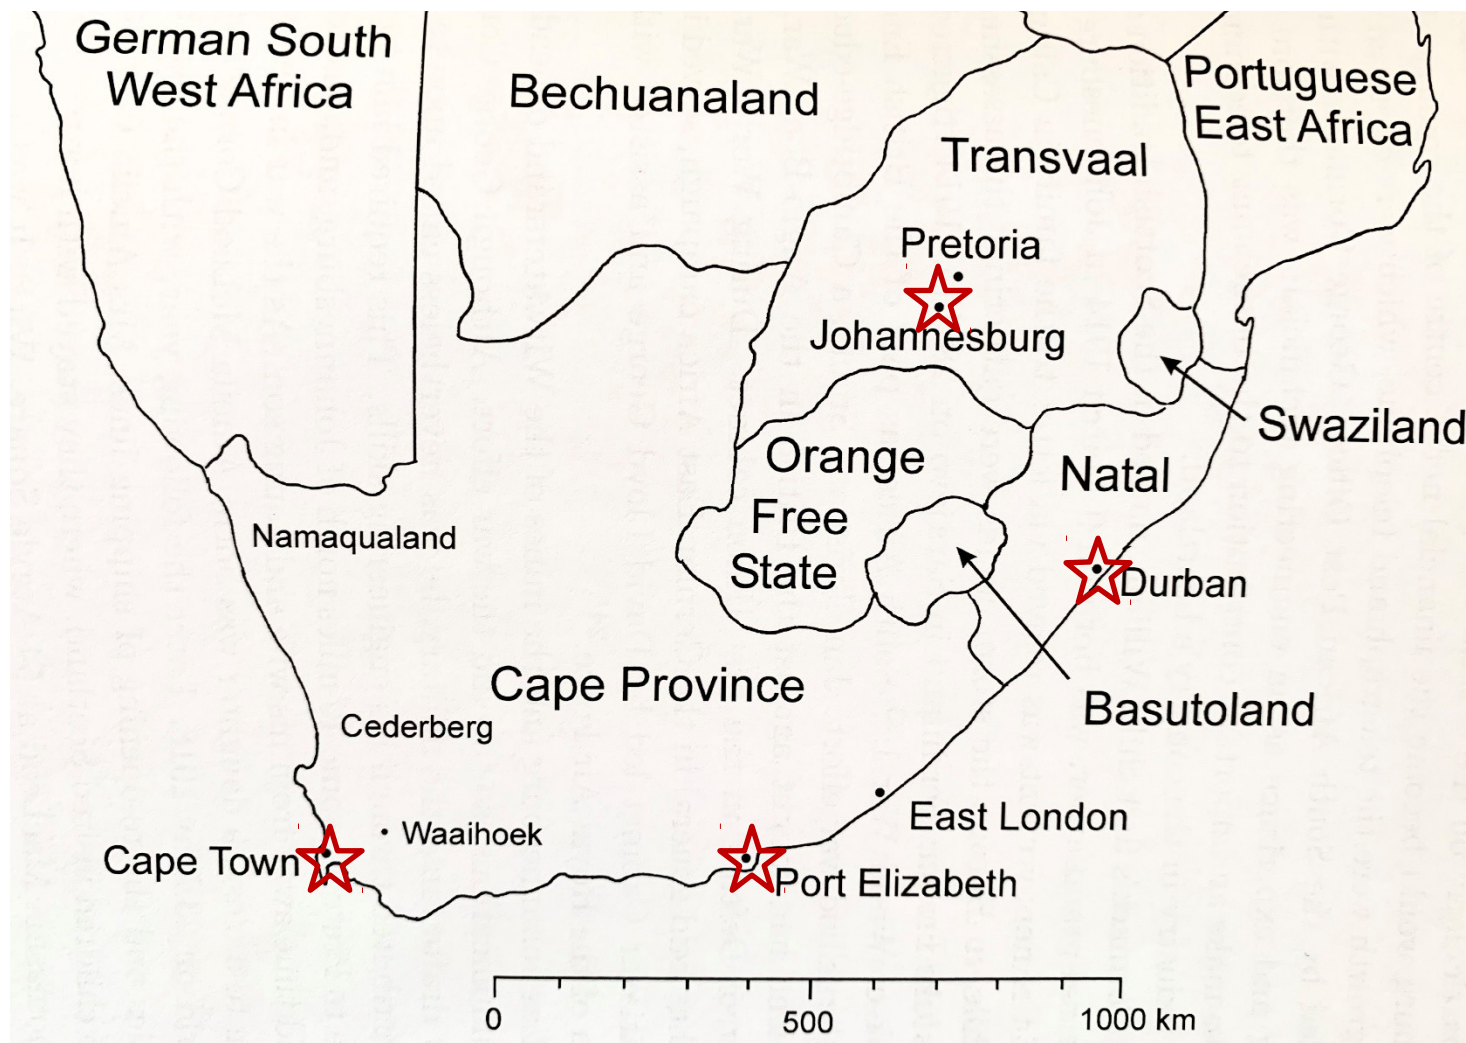 German South
West Africa
Bechuanaland
Portuguese
East Africa
Transvaal
Pretoria
Johannesburg
Swaziland
Orange
Free
State
Natal
Namaqualand
Durban
Cape Province
Basutoland
Cederberg
East London
Waaihoek
Cape Town
Port Elizabeth
0 500 1000 km